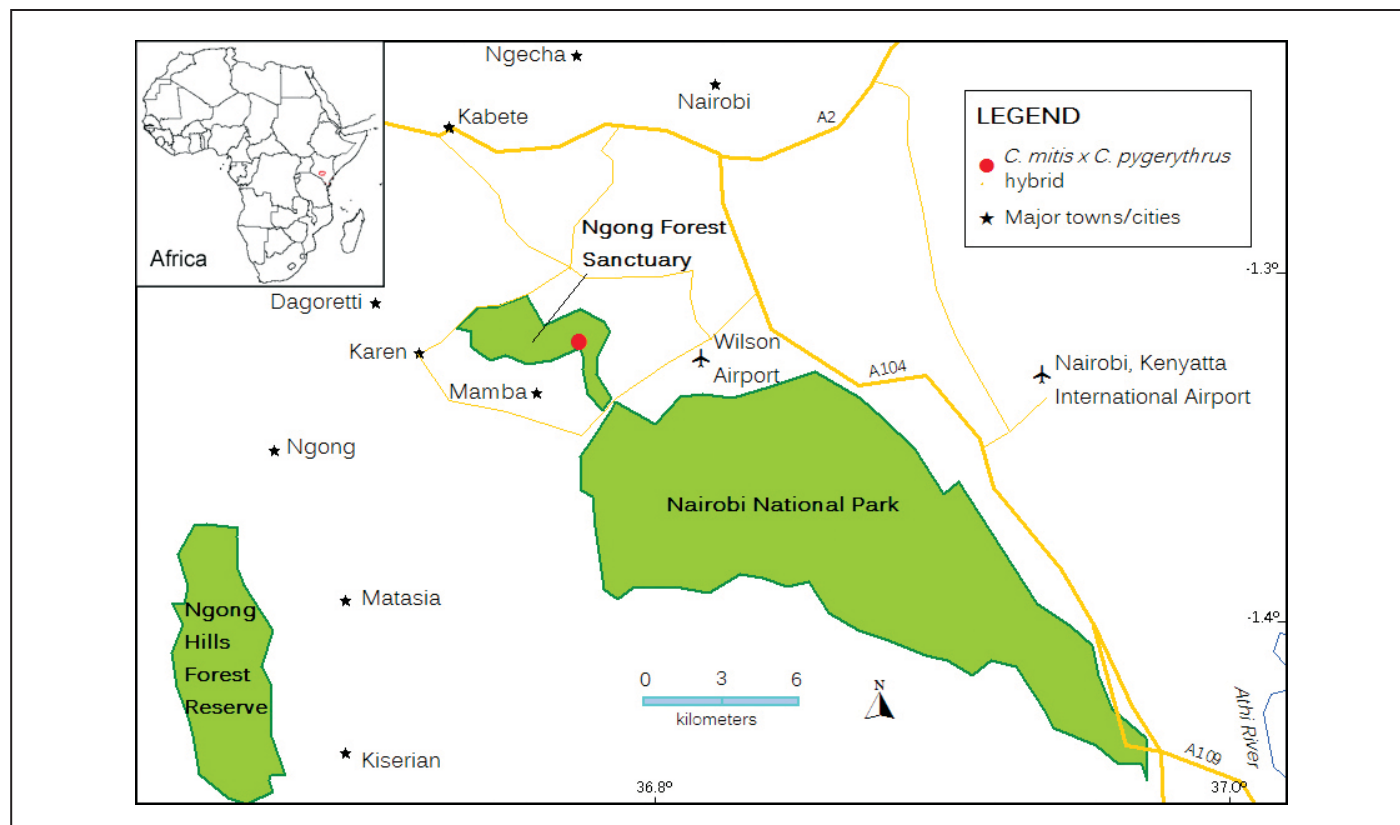 Ngecha
Nairobi
Kabete
A2
LEGEND
C. mitis x C. pygerythrus
hybrid
Major towns/cities
Africa
Ngong Forest
Sanctuary
-1.3º
Dagoretti
Karen
Wilson
Airport
A104
Nairobi, Kenyatta
International Airport
Mamba
Ngong
Nairobi National Park
Ngong
Hills
Forest
Reserve
Matasia
-1.4º
0 3 6
kilometers
N
Athi River
Kiserian
A109
36.8º
37.0º